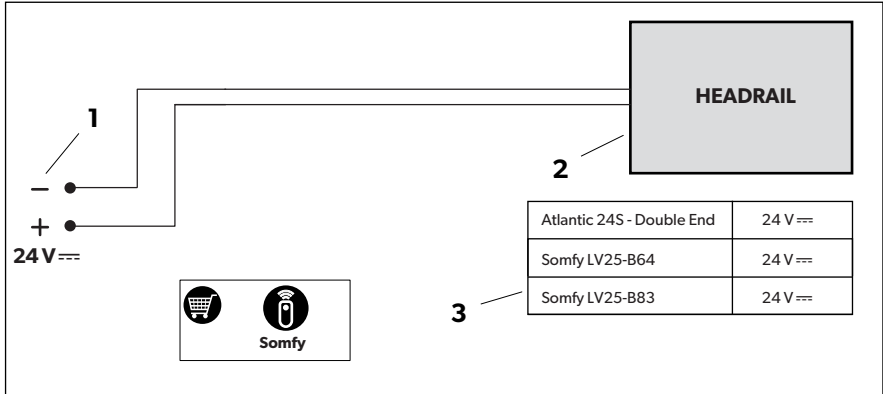 HEADRAIL
1
2
−
+
24 V ⎓
Atlantic 24S - Double End 24 V ⎓
Somfy LV25-B64 24 V ⎓
Somfy LV25-B83 24 V ⎓
3
Somfy